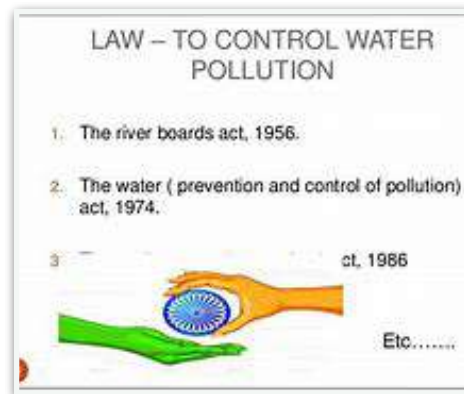 LAW – TO CONTROL WATER
POLLUTION
1. The river boards act, 1956.
2. The water ( prevention and control of pollution)
act, 1974.
3 ct, 1986
Etc.......